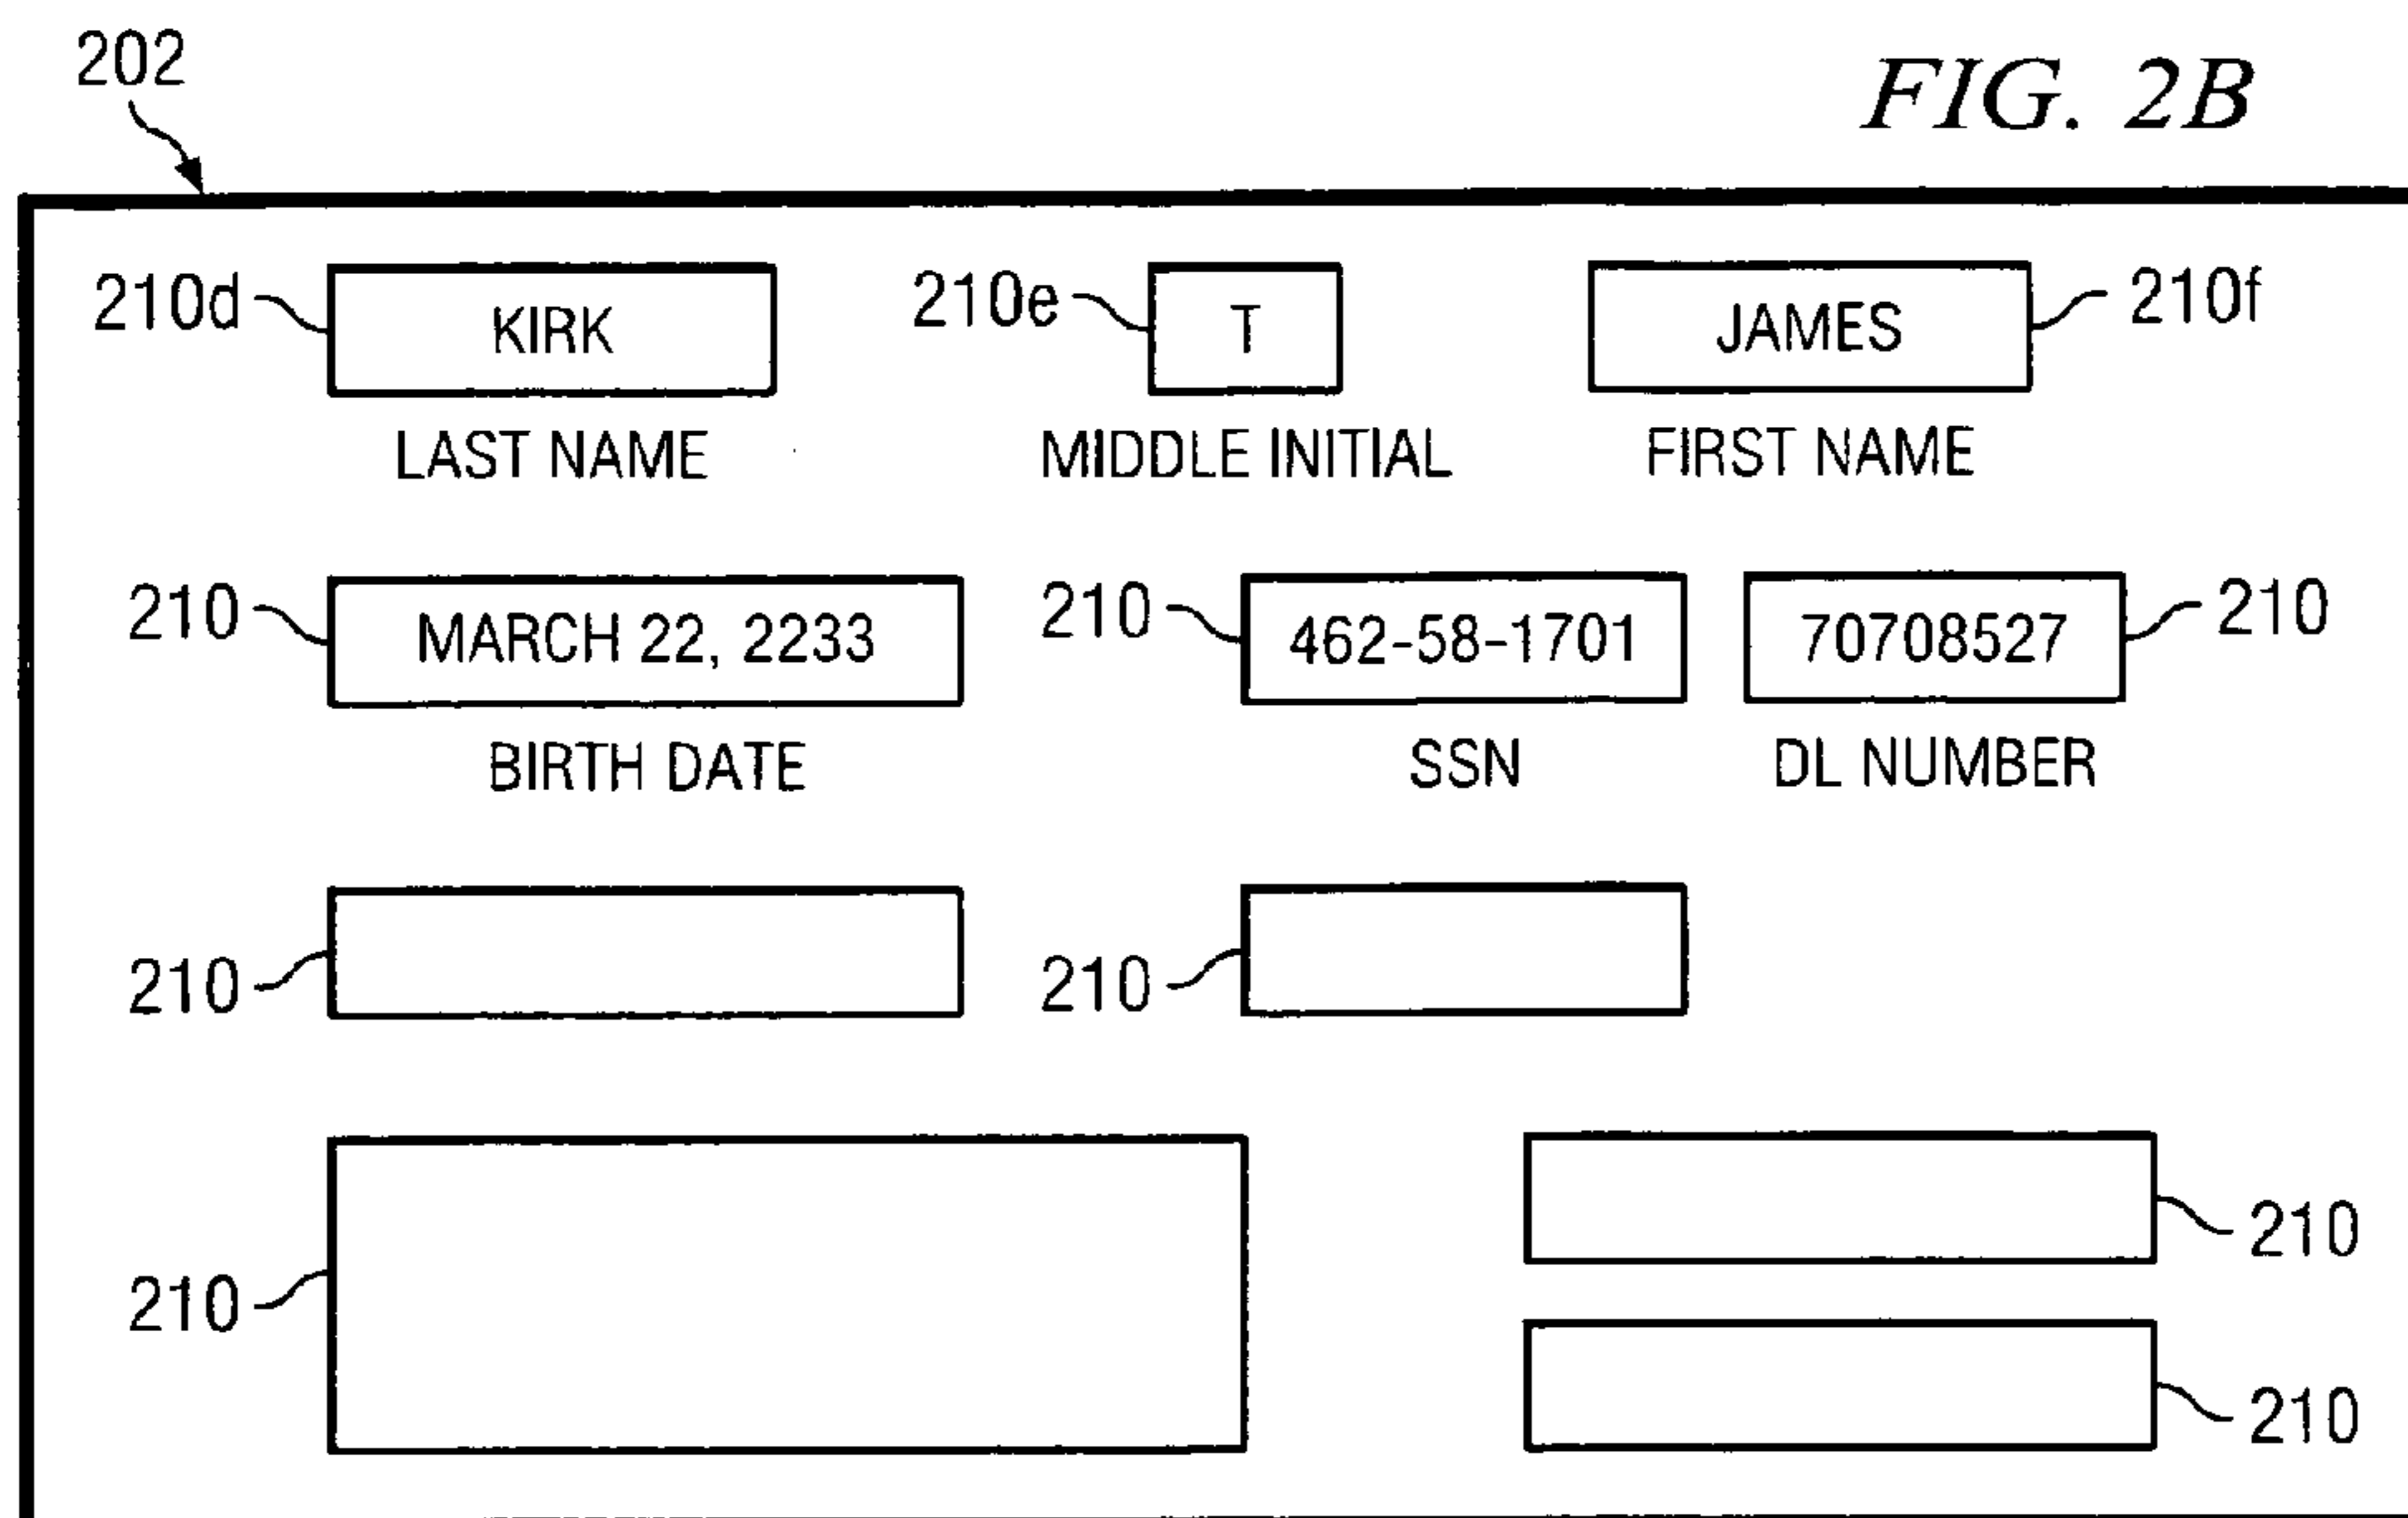 202
FIG. 2B
210d KIRK 210e T JAMES 210f
LAST NAME MIDDLE INITIAL FIRST NAME
210 MARCH 22, 2233 210 462-58-1701 70708527 210
BIRTH DATE SSN DL NUMBER
210 210
210 210
210